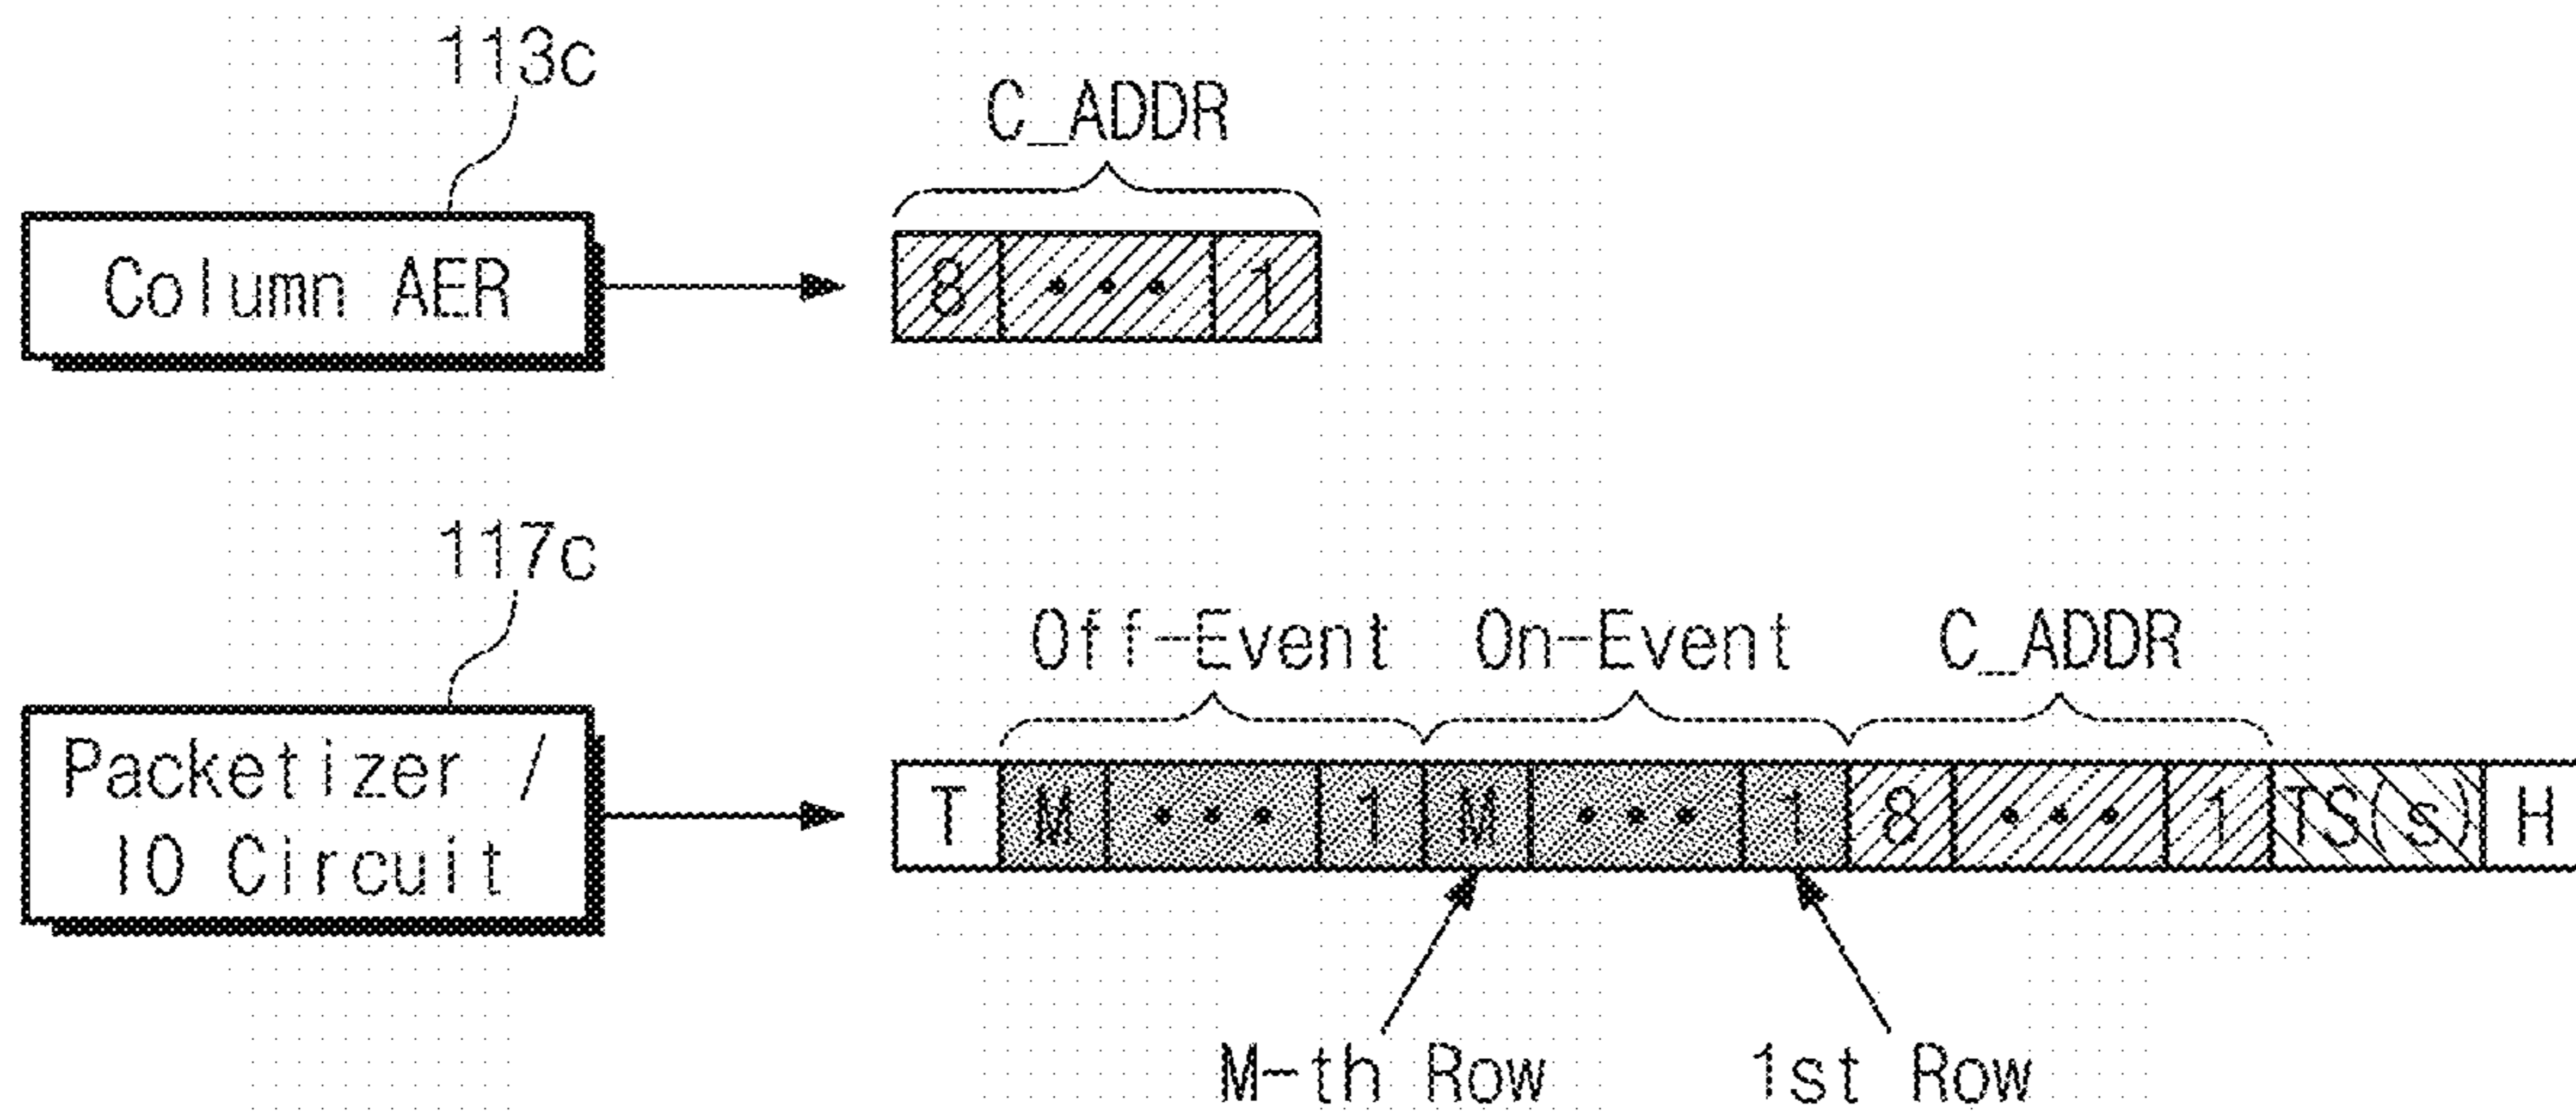 113c
C_ADDR
Column AER
8 • • • 1
117c
Off-Event On-Event C_ADDR
Packetizer /
IO Circuit
T M • • • 1 M • • • 1 8 • • • 1 TS(s) H
M-th Row 1st Row